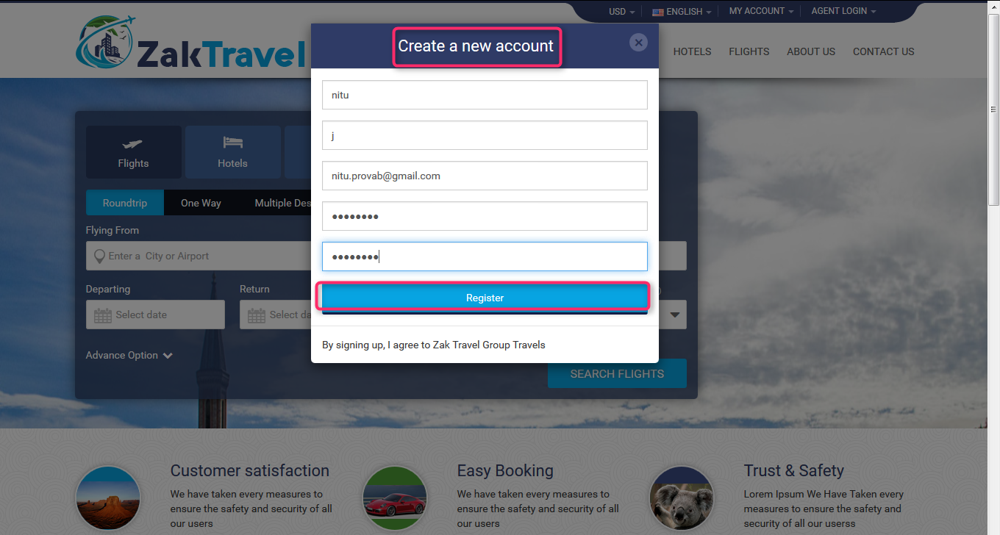 USD
ENGLISH
MY ACCOUNT
AGENT LOGIN
ZakTravel
HOTELS
FLIGHTS
ABOUT US
CONTACT US
Create a new account
nitu
j
nitu.provab@gmail.com
●●●●●●●●
●●●●●●●●
Register
By signing up, I agree to Zak Travel Group Travels
Flights
Hotels
Roundtrip
One Way
Multiple Des
Flying From
Enter a City or Airport
Departing
Return
Select date
Select da
)
Advance Option
SEARCH FLIGHTS
Customer satisfaction
We have taken every measures to
ensure the safety and security of all
our users
Easy Booking
We have taken every measures to
ensure the safety and security of all
our users
Trust & Safety
Lorem Ipsum We Have Taken every
measures to ensure the safety and
security of all our userss